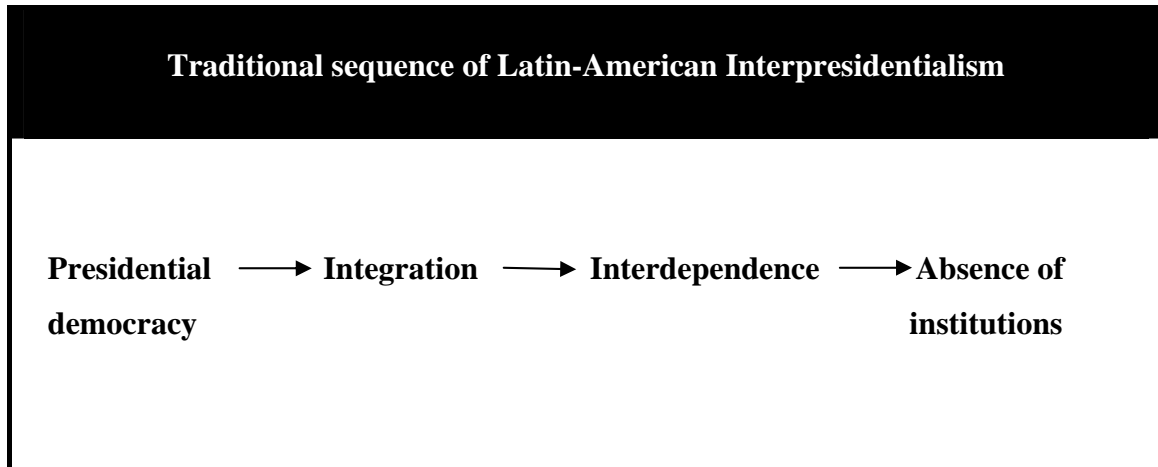 Traditional sequence of Latin-American Interpresidentialism
Presidential Integration Interdependence Absence of
democracy institutions